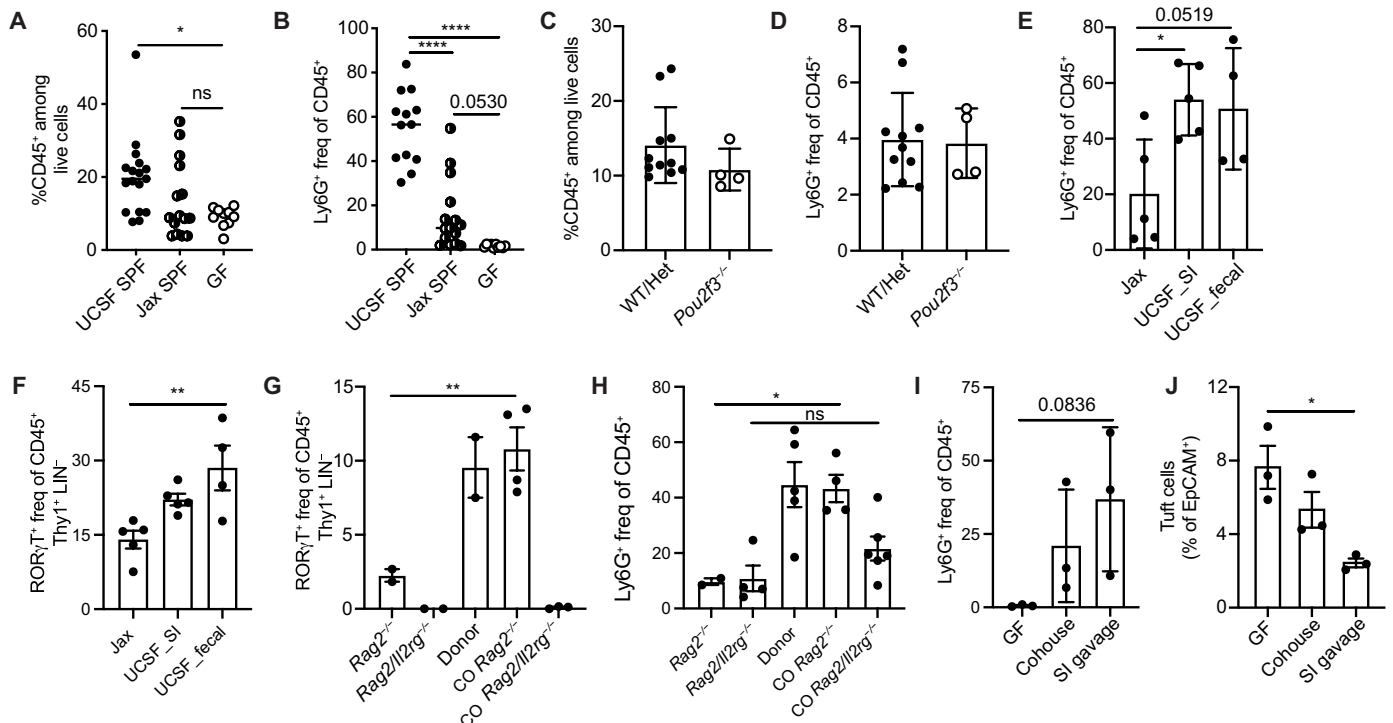 A
%CD45⁺ among
live cells
60
40
20
0
*
ns
UCSF SPF
Jax SPF
GF
B
Ly6G⁺ freq of CD45⁺
100
80
60
40
20
0
****
****
0.0530
UCSF SPF
Jax SPF
GF
C
%CD45⁺ among live cells
30
20
10
0
WT/Het
Pou2f3⁻/⁻
D
Ly6G⁺ freq of CD45⁺
8
6
4
2
0
WT/Het
Pou2f3⁻/⁻
E
Ly6G⁺ freq of CD45⁺
80
60
40
20
0
0.0519
*
Jax
UCSF_SI
UCSF_fecal
F
RORγT⁺ freq of CD45⁺
Thy1⁺ LIN⁻
45
30
15
0
**
Jax
UCSF_SI
UCSF_fecal
G
RORγT⁺ freq of CD45⁺
Thy1⁺ LIN⁻
15
10
5
0
**
Rag2⁻/⁻
Rag2/Il2rg⁻/⁻
Donor
CO Rag2⁻/⁻
CO Rag2/Il2rg⁻/⁻
H
Ly6G⁺ freq of CD45⁺
80
60
40
20
0
*
ns
Rag2⁻/⁻
Rag2/Il2rg⁻/⁻
Donor
CO Rag2⁻/⁻
CO Rag2/Il2rg⁻/⁻
I
Ly6G⁺ freq of CD45⁺
75
50
25
0
0.0836
GF
Cohouse
SI gavage
J
Tuft cells
(% of EpCAM⁺)
12
8
4
0
*
GF
Cohouse
SI gavage